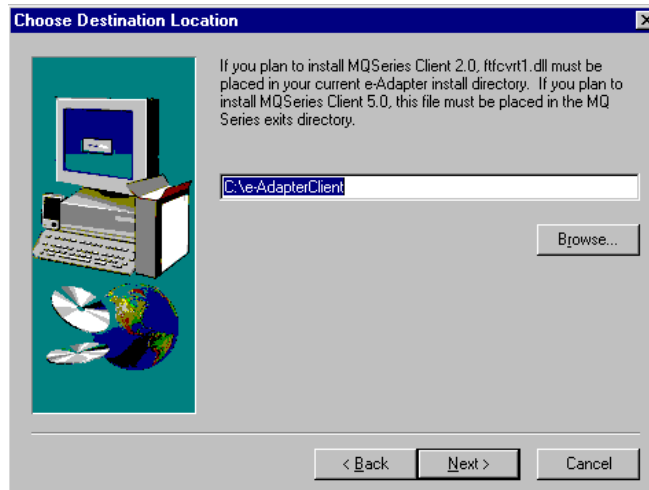 Choose Destination Location
If you plan to install MQSeries Client 2.0, ftfcvrt1.dll must be
placed in your current e-Adapter install directory.  If you plan to
install MQSeries Client 5.0, this file must be placed in the MQ
Series exits directory.
C:\e-AdapterClient
Browse...
< Back
Next >
Cancel